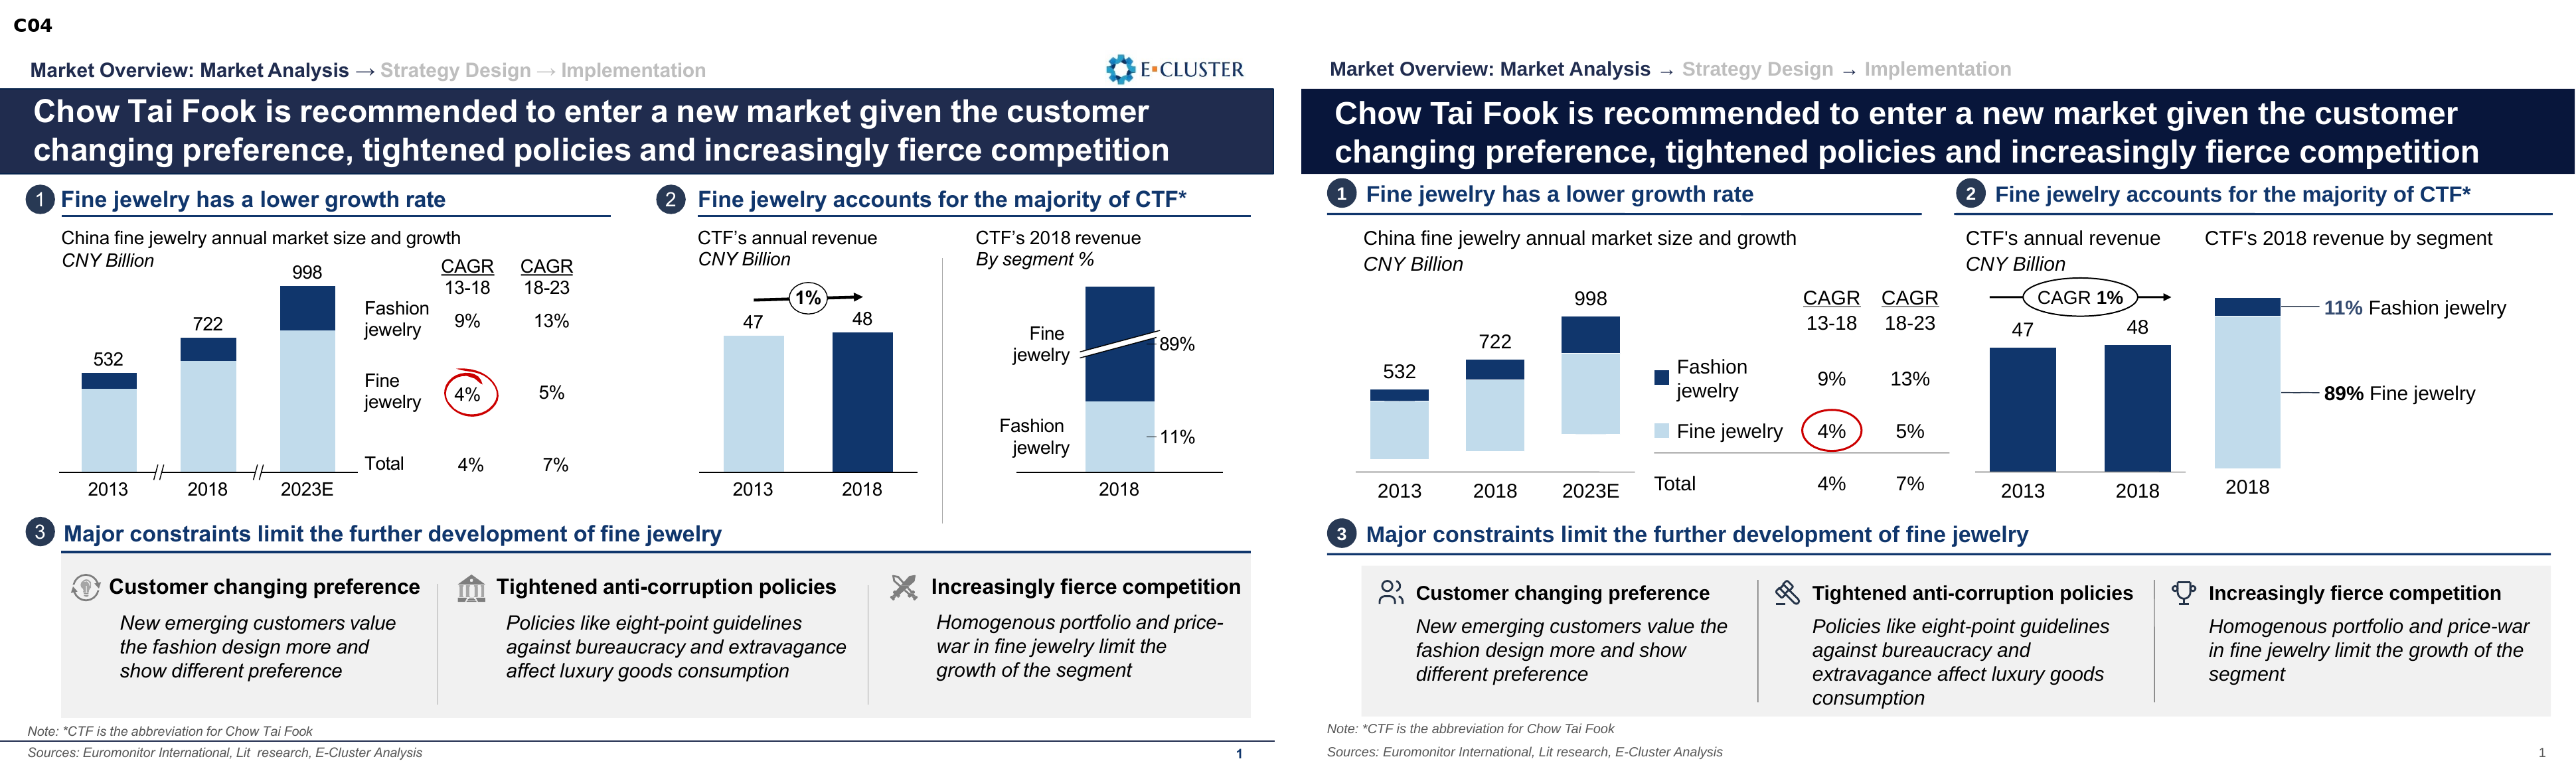 C04
Market Overview: Market Analysis → Strategy Design → Implementation
E-CLUSTER
Chow Tai Fook is recommended to enter a new market given the customer
changing preference, tightened policies and increasingly fierce competition
1 Fine jewelry has a lower growth rate
China fine jewelry annual market size and growth
CNY Billion
532
722
998
2013
2018
2023E
CAGR CAGR
13-18 18-23
Fashion
jewelry 9% 13%
Fine
jewelry 4% 5%
Total 4% 7%
2 Fine jewelry accounts for the majority of CTF*
CTF’s annual revenue
CNY Billion
1%
47
48
2013
2018
CTF’s 2018 revenue
By segment %
Fine
jewelry
89%
Fashion
jewelry
11%
2018
3 Major constraints limit the further development of fine jewelry
Customer changing preference
New emerging customers value
the fashion design more and
show different preference
Tightened anti-corruption policies
Policies like eight-point guidelines
against bureaucracy and extravagance
affect luxury goods consumption
Increasingly fierce competition
Homogenous portfolio and price-
war in fine jewelry limit the
growth of the segment
Note: *CTF is the abbreviation for Chow Tai Fook
Sources: Euromonitor International, Lit research, E-Cluster Analysis
1
Market Overview: Market Analysis → Strategy Design → Implementation
Chow Tai Fook is recommended to enter a new market given the customer
changing preference, tightened policies and increasingly fierce competition
1 Fine jewelry has a lower growth rate
China fine jewelry annual market size and growth
CNY Billion
532
722
998
2013
2018
2023E
CAGR CAGR
13-18 18-23
Fashion
jewelry 9% 13%
Fine jewelry 4% 5%
Total 4% 7%
2 Fine jewelry accounts for the majority of CTF*
CTF's annual revenue
CNY Billion
CAGR 1%
47
48
2013
2018
CTF's 2018 revenue by segment
11% Fashion jewelry
89% Fine jewelry
2018
3 Major constraints limit the further development of fine jewelry
Customer changing preference
New emerging customers value the
fashion design more and show
different preference
Tightened anti-corruption policies
Policies like eight-point guidelines
against bureaucracy and
extravagance affect luxury goods
consumption
Increasingly fierce competition
Homogenous portfolio and price-war
in fine jewelry limit the growth of the
segment
Note: *CTF is the abbreviation for Chow Tai Fook
Sources: Euromonitor International, Lit research, E-Cluster Analysis
1